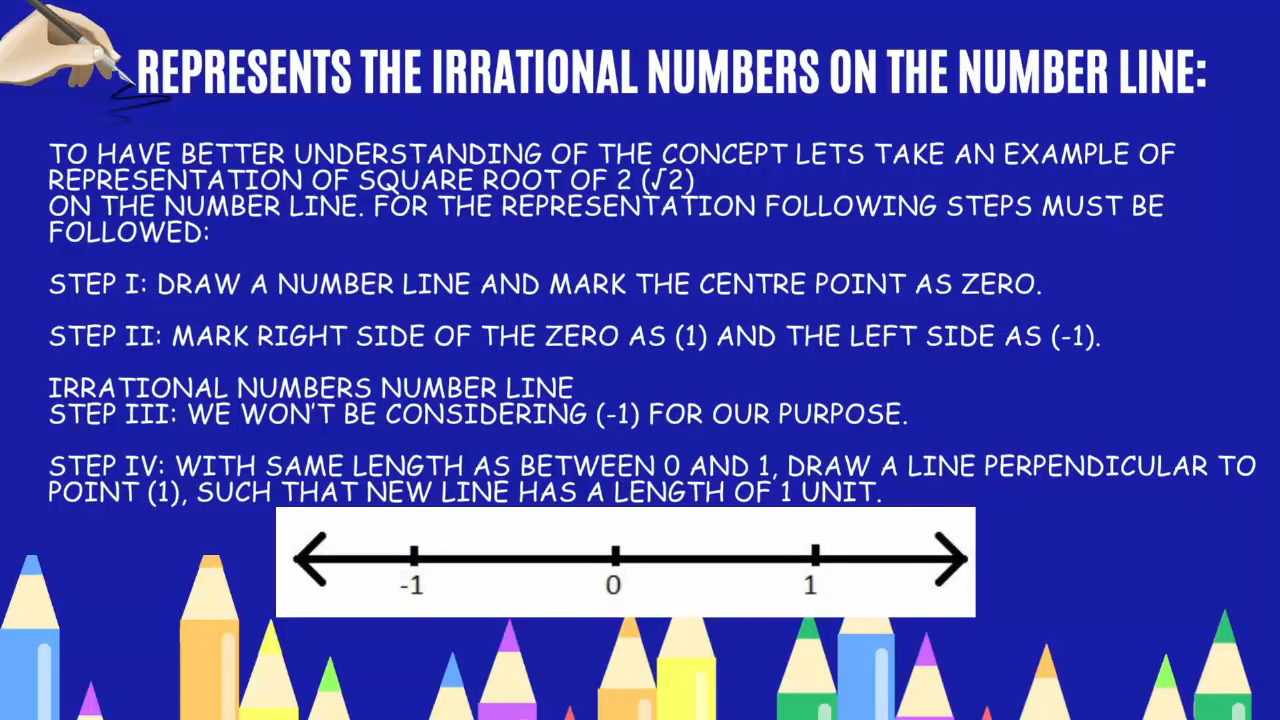 REPRESENTS THE IRRATIONAL NUMBERS ON THE NUMBER LINE:
TO HAVE BETTER UNDERSTANDING OF THE CONCEPT LETS TAKE AN EXAMPLE OF
REPRESENTATION OF SQUARE ROOT OF 2 (√2)
ON THE NUMBER LINE. FOR THE REPRESENTATION FOLLOWING STEPS MUST BE
FOLLOWED:
STEP I: DRAW A NUMBER LINE AND MARK THE CENTRE POINT AS ZERO.
STEP II: MARK RIGHT SIDE OF THE ZERO AS (1) AND THE LEFT SIDE AS (-1).
IRRATIONAL NUMBERS NUMBER LINE
STEP III: WE WON'T BE CONSIDERING (-1) FOR OUR PURPOSE.
STEP IV: WITH SAME LENGTH AS BETWEEN 0 AND 1, DRAW A LINE PERPENDICULAR TO
POINT (1), SUCH THAT NEW LINE HAS A LENGTH OF 1 UNIT.
-1 0 1